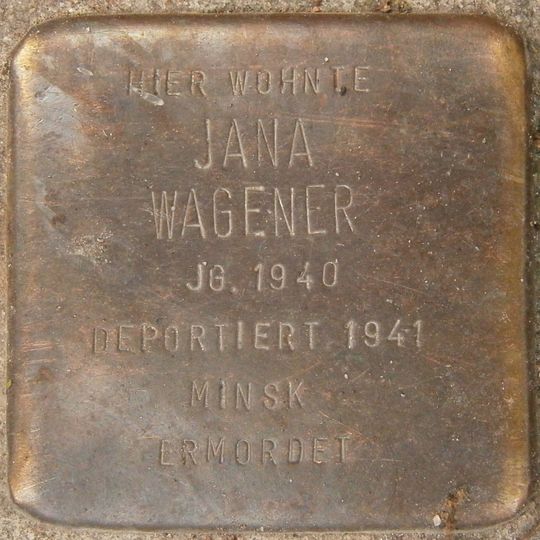 HIER WOHNTE
JANA
WAGENER
JG. 1940
DEPORTIERT 1941
MINSK
ERMORDET